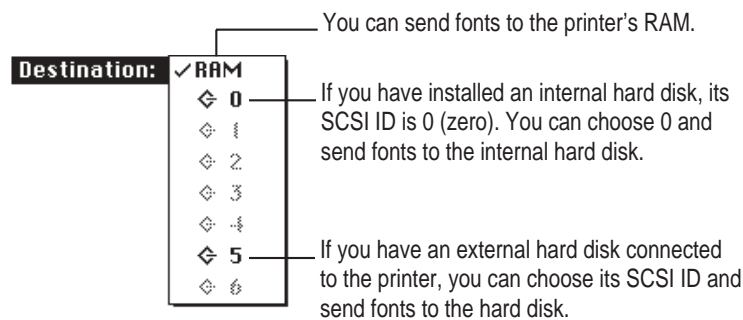 You can send fonts to the printer's RAM.
Destination: ✓RAM
0
If you have installed an internal hard disk, its
SCSI ID is 0 (zero). You can choose 0 and
send fonts to the internal hard disk.
1
2
3
4
5
If you have an external hard disk connected
to the printer, you can choose its SCSI ID and
send fonts to the hard disk.
6